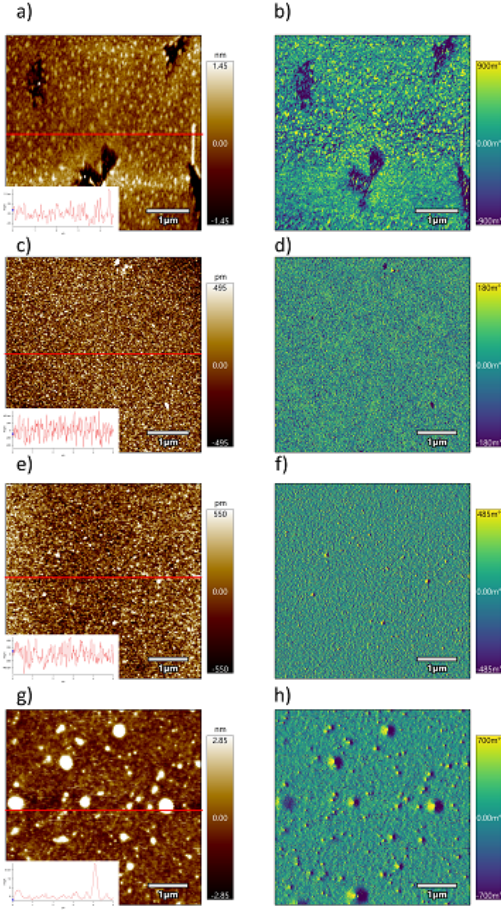 a)
b)
nm
1.45
0.00
-1.45
1µm
900m°
0.00m°
-900m°
1µm
c)
d)
pm
495
0.00
-495
1µm
180m°
0.00m°
-180m°
1µm
e)
f)
pm
550
0.00
-550
1µm
485m°
0.00m°
-485m°
1µm
g)
h)
nm
2.85
0.00
-2.85
1µm
700m°
0.00m°
-700m°
1µm